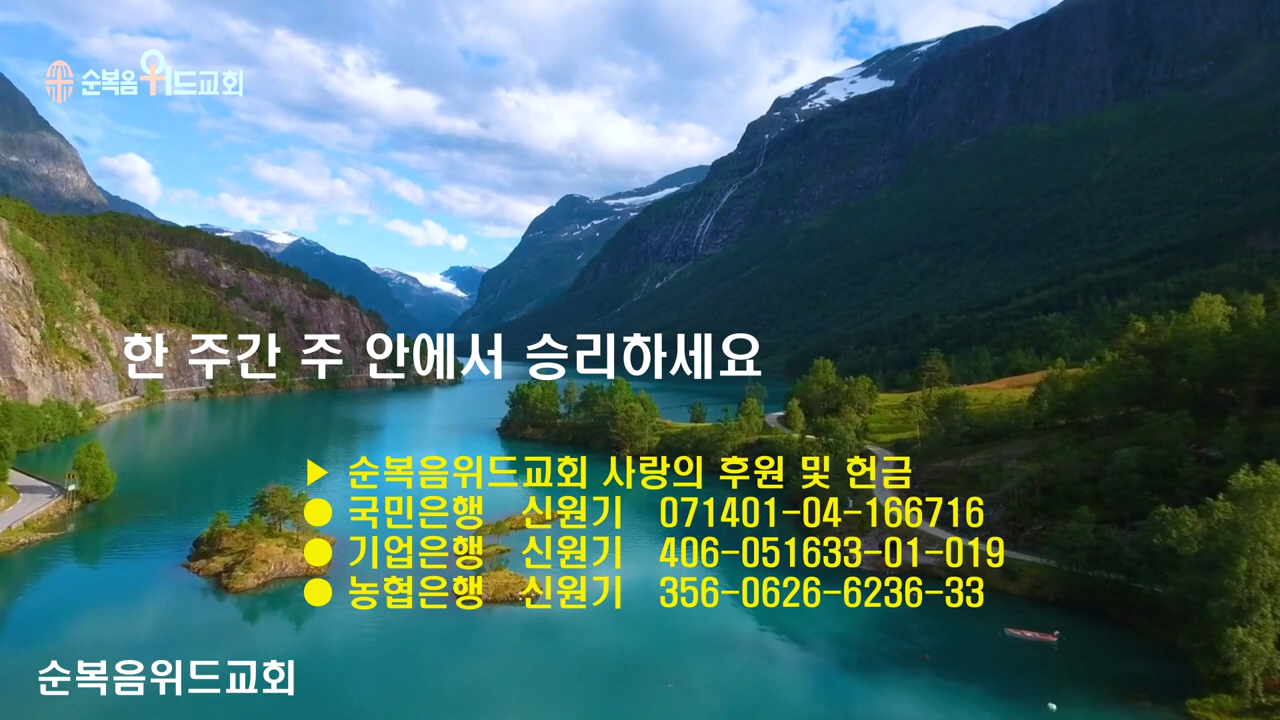 순복음위드교회
한 주간 주 안에서 승리하세요
▶ 순복음위드교회 사랑의 후원 및 헌금
● 국민은행 신원기 071401-04-166716
● 기업은행 신원기 406-051633-01-019
● 농협은행 신원기 356-0626-6236-33
순복음위드교회